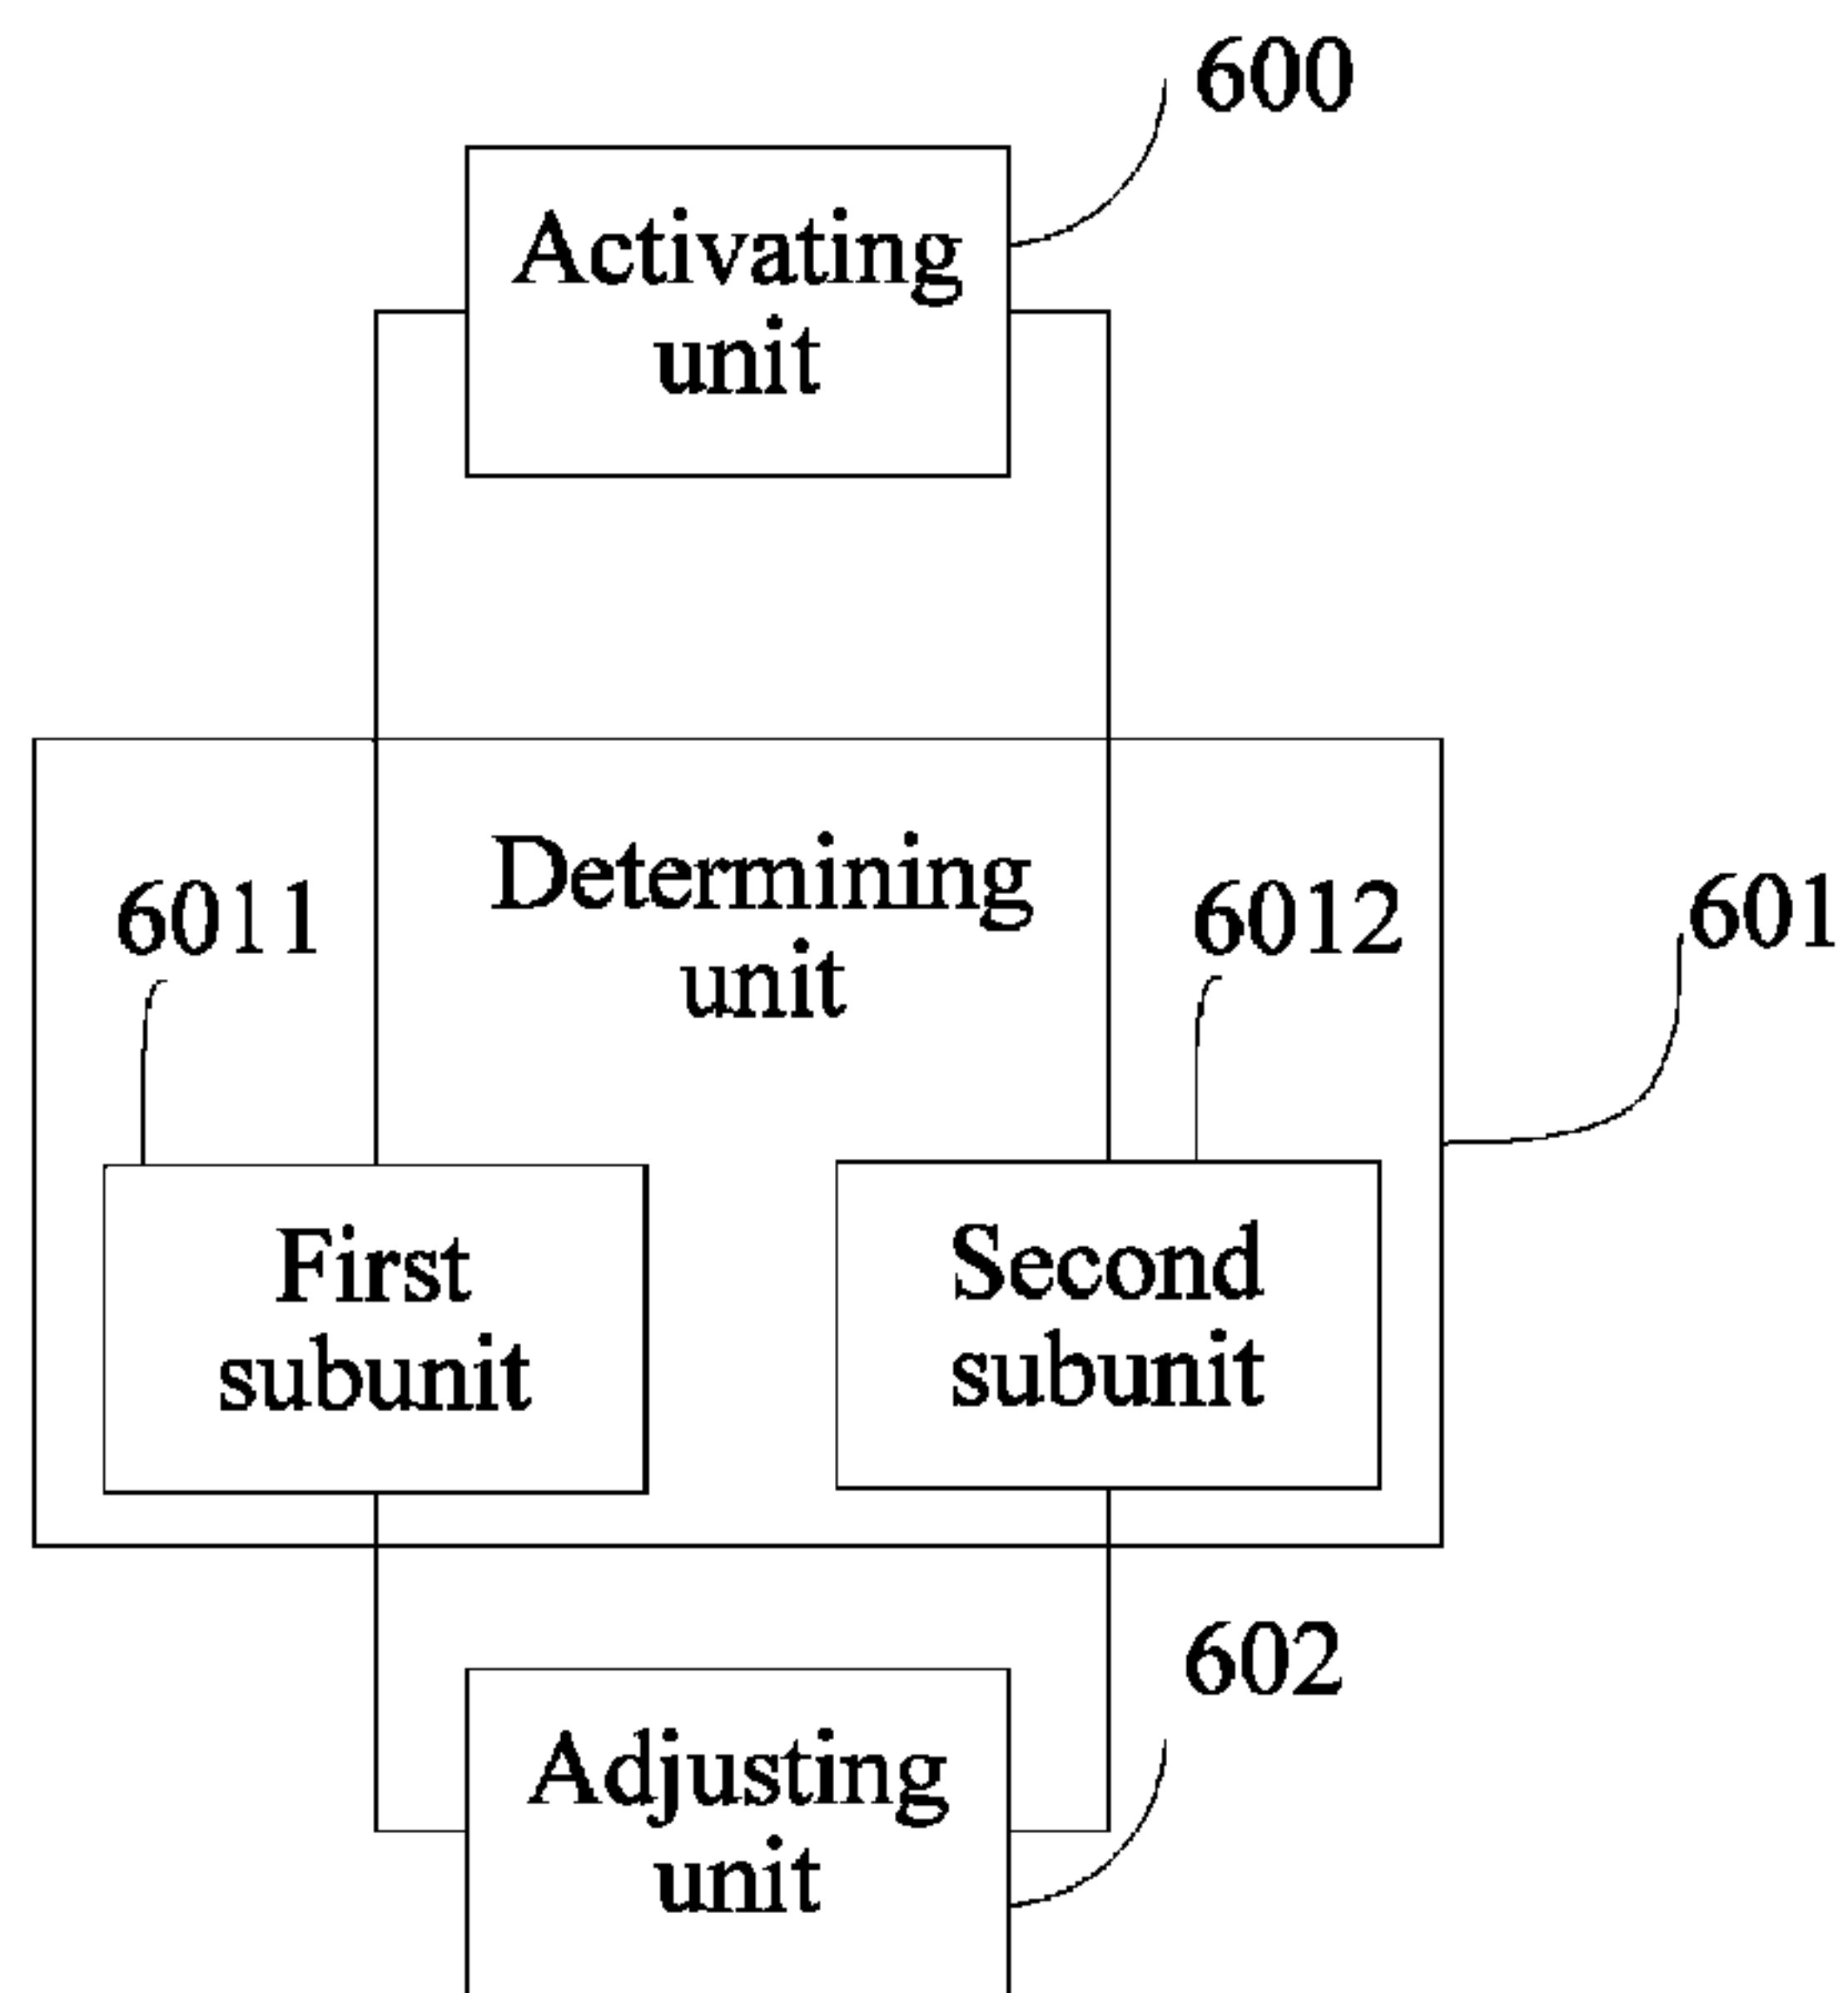 600
Activating
unit
Determining
unit
6011
6012
601
First
subunit
Second
subunit
602
Adjusting
unit